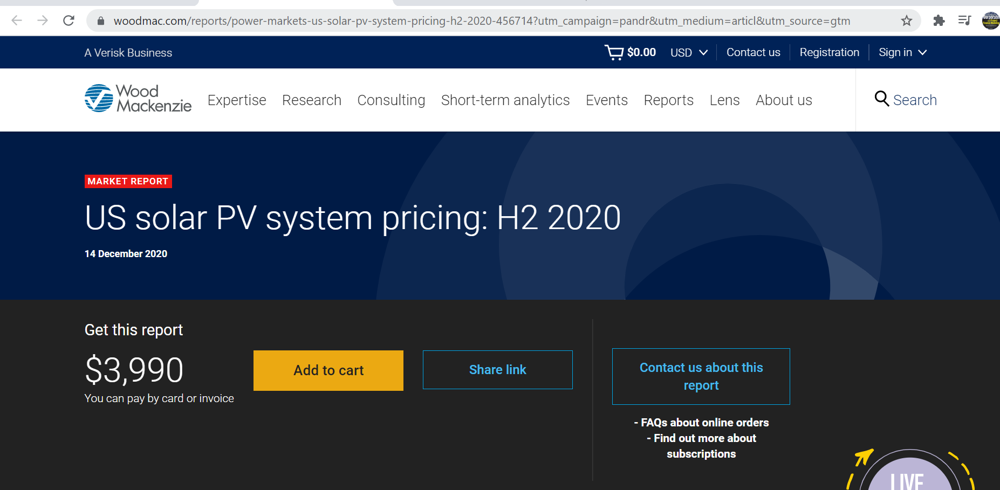 woodmac.com/reports/power-markets-us-solar-pv-system-pricing-h2-2020-456714?utm_campaign=pandr&utm_medium=articl&utm_source=gtm
A Verisk Business
$0.00 USD Contact us Registration Sign in
Wood
Mackenzie
Expertise Research Consulting Short-term analytics Events Reports Lens About us Search
MARKET REPORT
US solar PV system pricing: H2 2020
14 December 2020
Get this report
$3,990
You can pay by card or invoice
Add to cart
Share link
Contact us about this
report
- FAQs about online orders
- Find out more about
subscriptions
LIVE